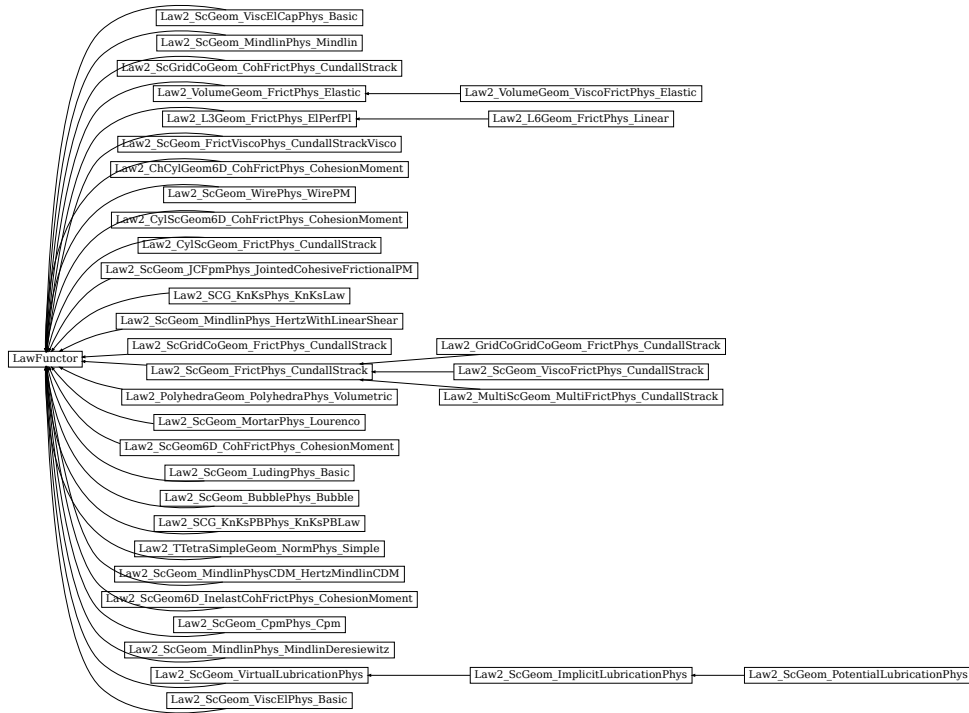 Law2_ScGeom_ViscElCapPhys_Basic
Law2_ScGeom_MindlinPhys_Mindlin
Law2_ScGridCoGeom_CohFrictPhys_CundallStrack
Law2_VolumeGeom_FrictPhys_Elastic
Law2_VolumeGeom_ViscoFrictPhys_Elastic
Law2_L3Geom_FrictPhys_ElPerfPl
Law2_L6Geom_FrictPhys_Linear
Law2_ScGeom_FrictViscoPhys_CundallStrackVisco
Law2_ChCylGeom6D_CohFrictPhys_CohesionMoment
Law2_ScGeom_WirePhys_WirePM
Law2_CylScGeom6D_CohFrictPhys_CohesionMoment
Law2_CylScGeom_FrictPhys_CundallStrack
Law2_ScGeom_JCFpmPhys_JointedCohesiveFrictionalPM
Law2_SCG_KnKsPhys_KnKsLaw
Law2_ScGeom_MindlinPhys_HertzWithLinearShear
Law2_ScGridCoGeom_FrictPhys_CundallStrack
Law2_GridCoGridCoGeom_FrictPhys_CundallStrack
LawFunctor
Law2_ScGeom_FrictPhys_CundallStrack
Law2_ScGeom_ViscoFrictPhys_CundallStrack
Law2_PolyhedraGeom_PolyhedraPhys_Volumetric
Law2_MultiScGeom_MultiFrictPhys_CundallStrack
Law2_ScGeom_MortarPhys_Lourenco
Law2_ScGeom6D_CohFrictPhys_CohesionMoment
Law2_ScGeom_LudingPhys_Basic
Law2_ScGeom_BubblePhys_Bubble
Law2_SCG_KnKsPBPhys_KnKsPBLaw
Law2_TTetraSimpleGeom_NormPhys_Simple
Law2_ScGeom_MindlinPhysCDM_HertzMindlinCDM
Law2_ScGeom6D_InelastCohFrictPhys_CohesionMoment
Law2_ScGeom_CpmPhys_Cpm
Law2_ScGeom_MindlinPhys_MindlinDeresiewitz
Law2_ScGeom_VirtualLubricationPhys
Law2_ScGeom_ImplicitLubricationPhys
Law2_ScGeom_PotentialLubricationPhys
Law2_ScGeom_ViscElPhys_Basic